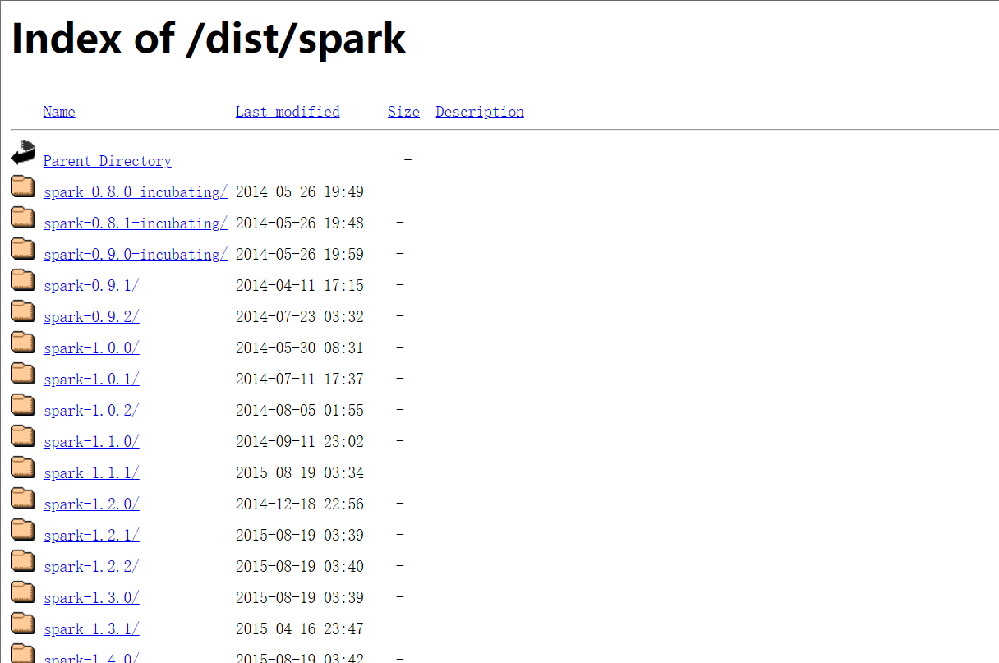 Index of /dist/spark
Name Last modified Size Description
Parent Directory -
spark-0.8.0-incubating/ 2014-05-26 19:49 -
spark-0.8.1-incubating/ 2014-05-26 19:48 -
spark-0.9.0-incubating/ 2014-05-26 19:59 -
spark-0.9.1/ 2014-04-11 17:15 -
spark-0.9.2/ 2014-07-23 03:32 -
spark-1.0.0/ 2014-05-30 08:31 -
spark-1.0.1/ 2014-07-11 17:37 -
spark-1.0.2/ 2014-08-05 01:55 -
spark-1.1.0/ 2014-09-11 23:02 -
spark-1.1.1/ 2015-08-19 03:34 -
spark-1.2.0/ 2014-12-18 22:56 -
spark-1.2.1/ 2015-08-19 03:39 -
spark-1.2.2/ 2015-08-19 03:40 -
spark-1.3.0/ 2015-08-19 03:39 -
spark-1.3.1/ 2015-04-16 23:47 -
spark-1.4.0/ 2015-08-19 03:42 -